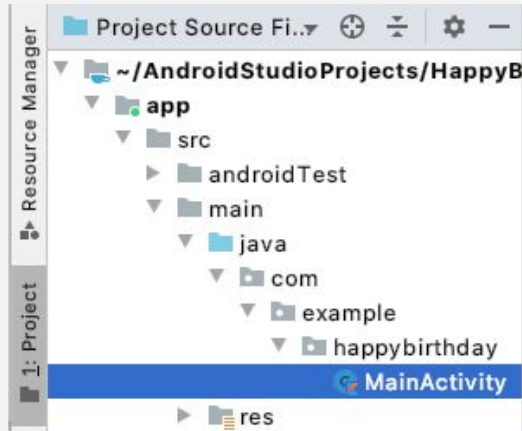 Resource Manager
1: Project
Project Source Fi..
~/AndroidStudioProjects/HappyB
app
src
androidTest
main
java
com
example
happybirthday
MainActivity
res